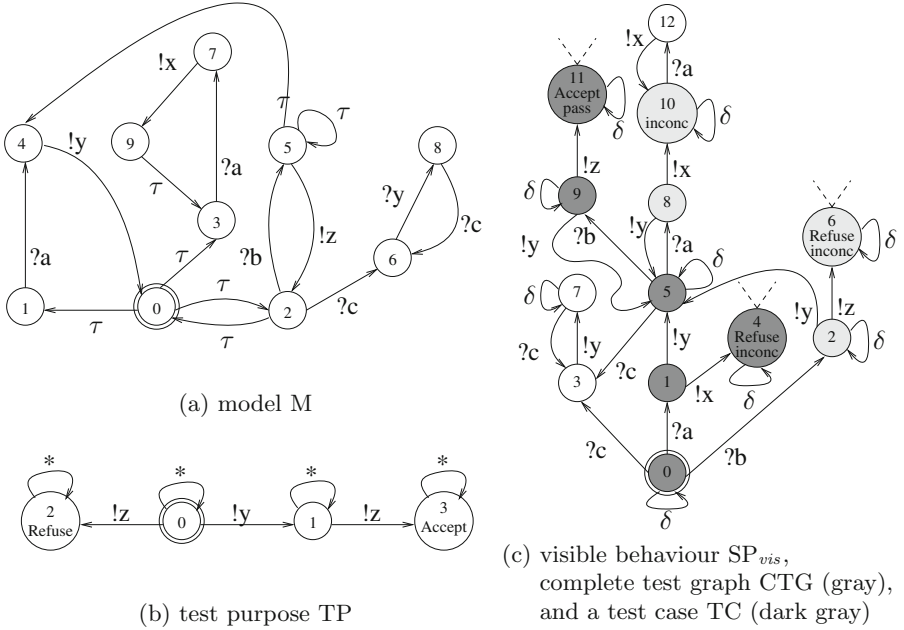 7
!x
4
!y
9
τ
?a
3
τ
τ
5
8
?b
!z
?y
?c
6
?a
1
τ
0
τ
τ
2
?c
(a) model M
*
*
*
*
2
Refuse
!z
0
!y
1
!z
3
Accept
(b) test purpose TP
12
!x
?a
11
Accept
pass
δ
10
inconc
δ
!z
!x
δ
9
8
!y
?b
!y
?a
6
Refuse
inconc
δ
δ
7
5
δ
!y
!z
?c
!y
?c
!y
4
Refuse
inconc
2
δ
3
1
!x
δ
?c
?a
?b
0
δ
(c) visible behaviour SPvis,
complete test graph CTG (gray),
and a test case TC (dark gray)